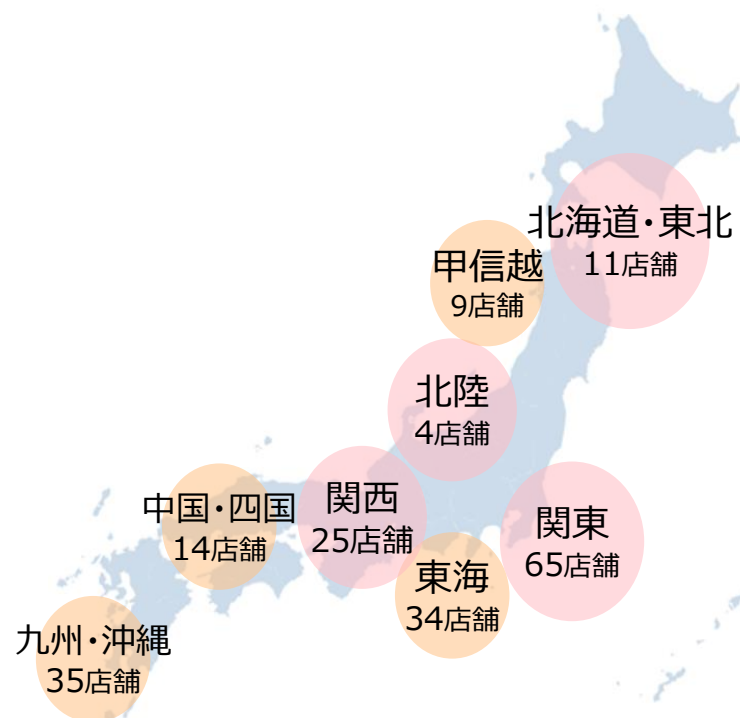 北海道・東北
11店舗
甲信越
9店舗
北陸
4店舗
関西
25店舗
中国・四国
14店舗
関東
65店舗
東海
34店舗
九州・沖縄
35店舗